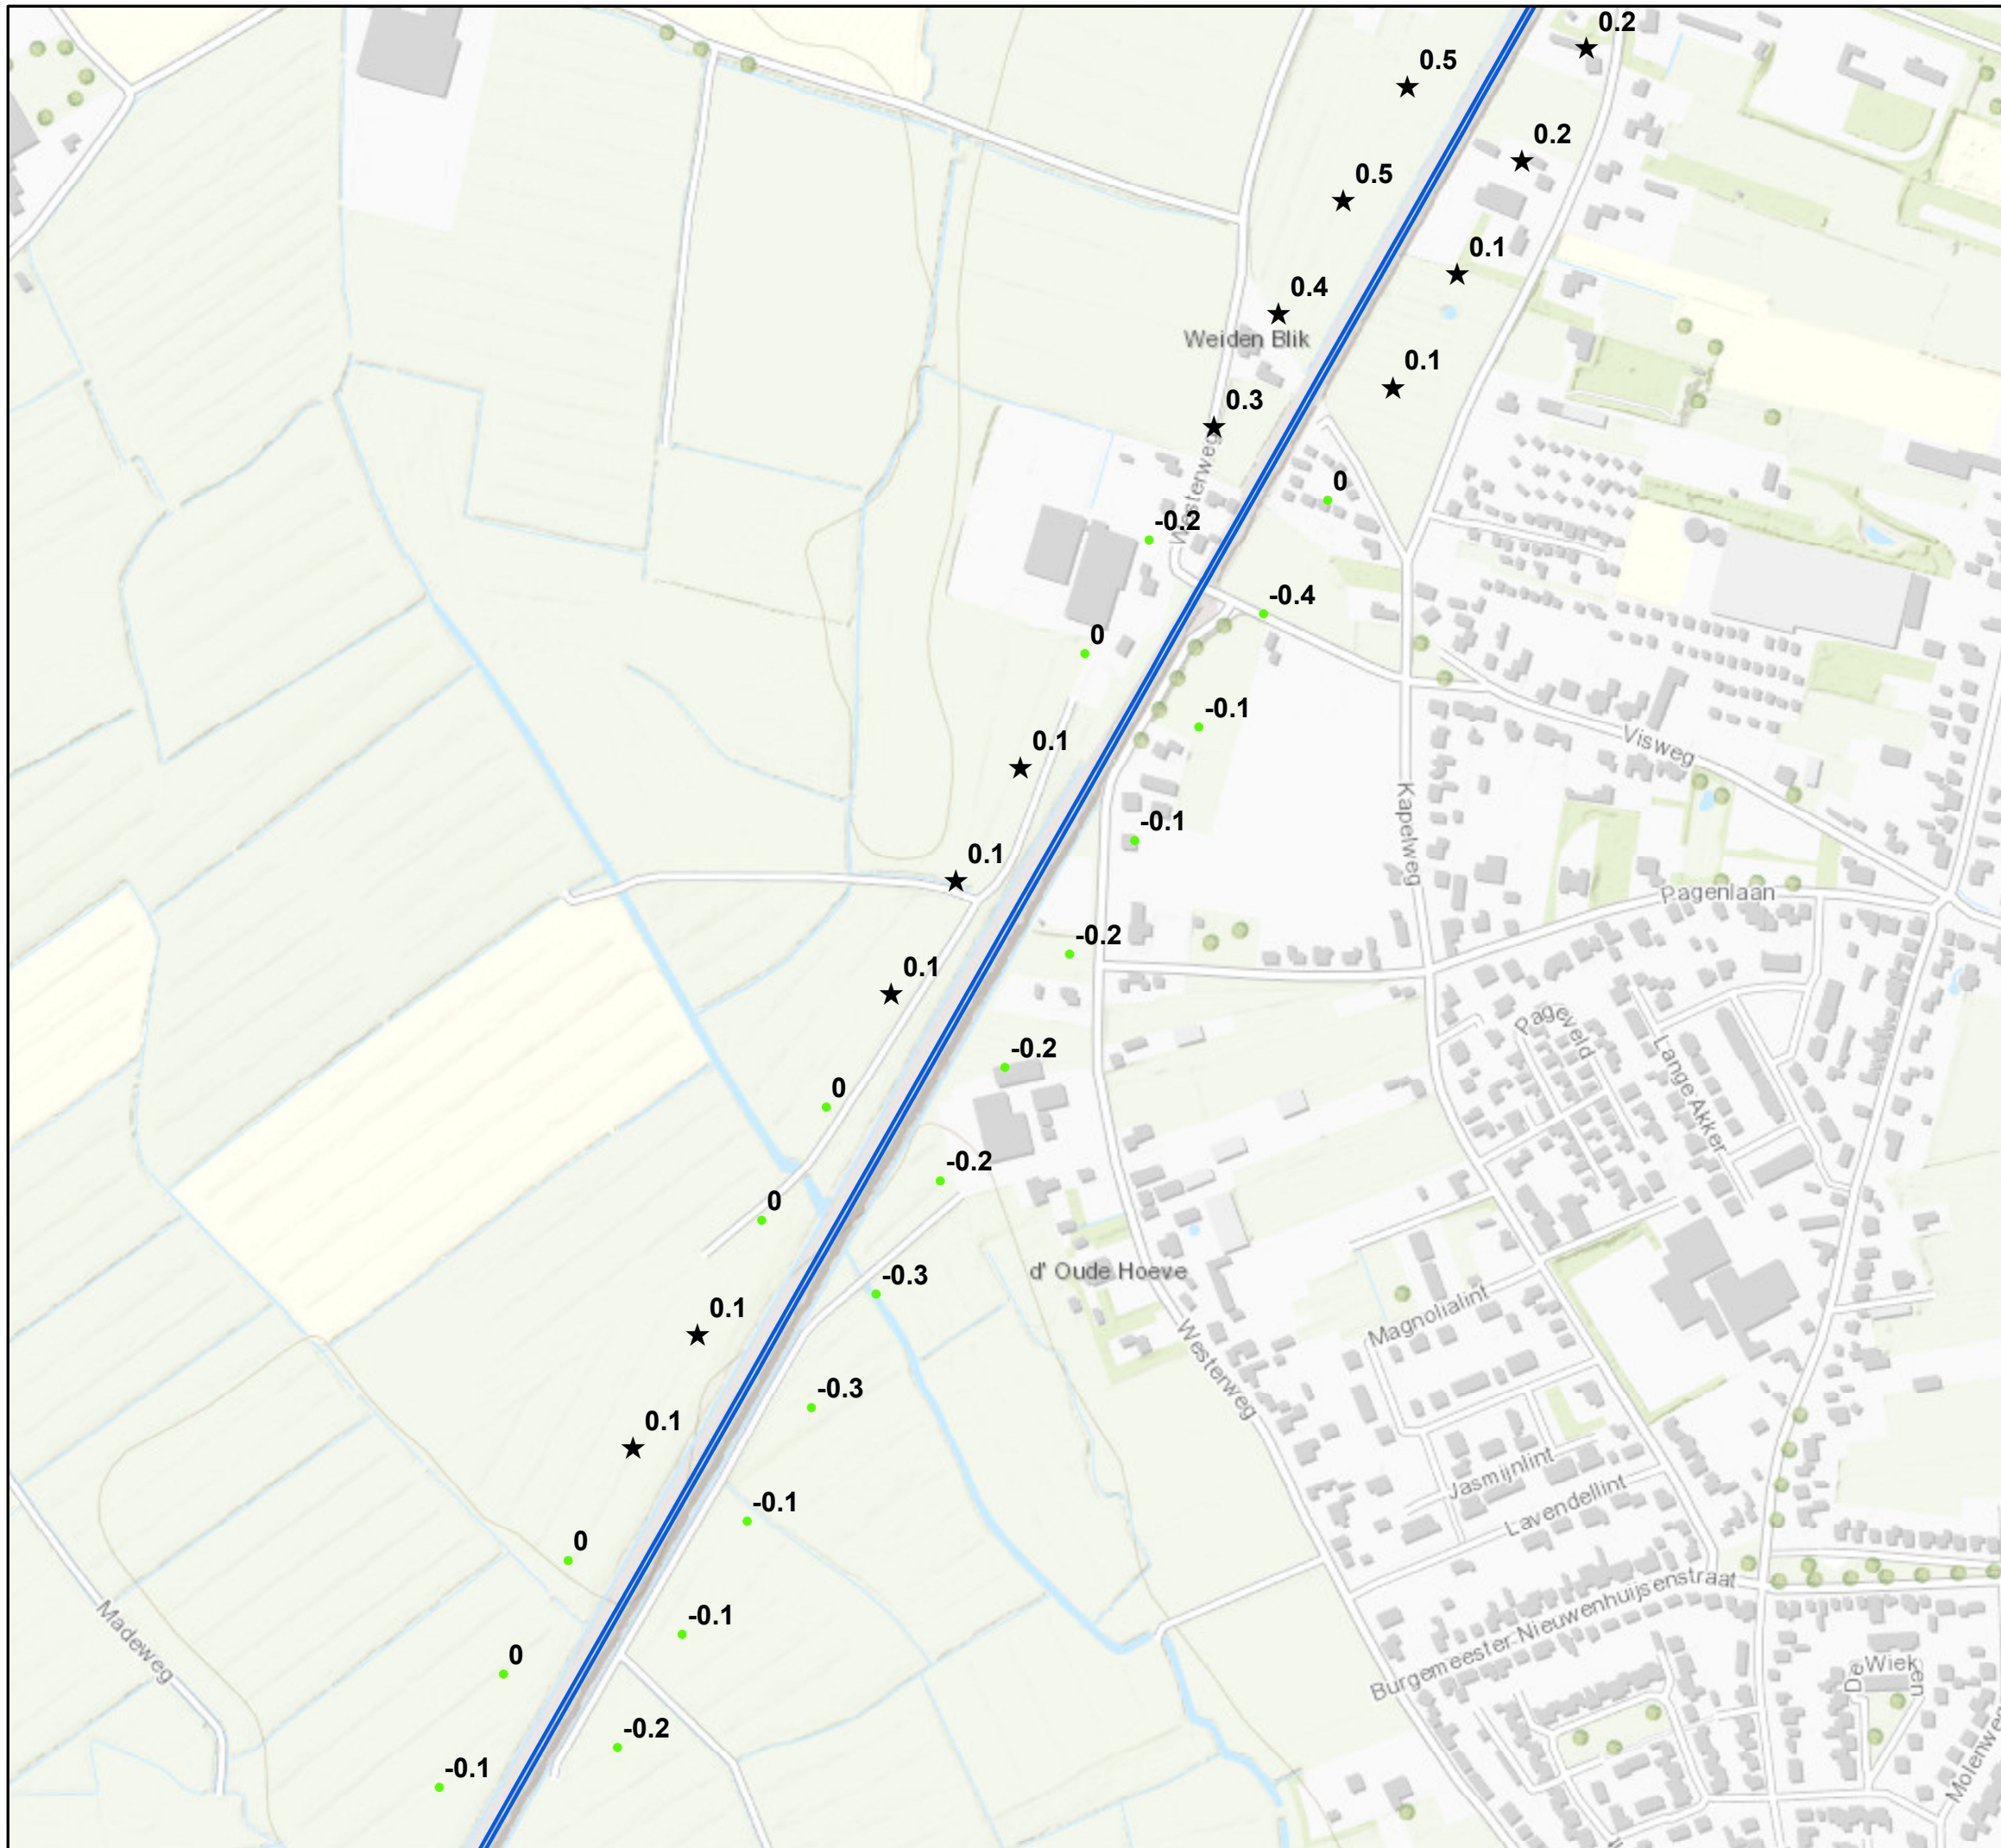 0.2
0.5
0.2
0.5
0.1
0.4
Weiden Blik
0.1
0.3
Westerweg
0
-0.2
-0.4
0
-0.1
Visweg
0.1
Kapelweg
-0.1
0.1
Pagenlaan
-0.2
0.1
Pageveld
Lange Akker
-0.2
0
-0.2
0
d' Oude Hoeve
-0.3
0.1
Magnolialint
Westerweg
-0.3
0.1
Jasmijnlint
Lavendellint
-0.1
0
Burgemeester Nieuwenhuijsenstraat
-0.1
Madeweg
0
De Wieken
-0.2
-0.1
Molenweg